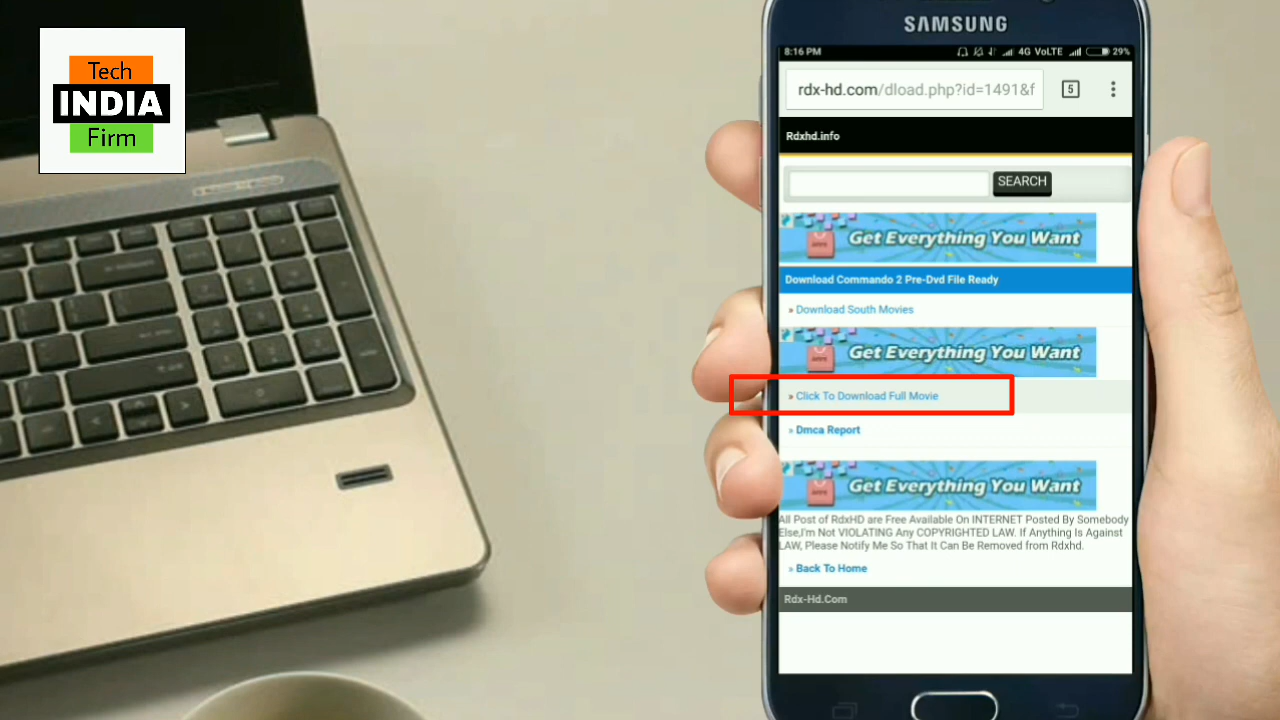 Tech
INDIA
Firm
SAMSUNG
8:16 PM
4G VoLTE
29%
rdx-hd.com/dload.php?id=1491&f
5
Rdxhd.info
SEARCH
Get Everything You Want
Download Commando 2 Pre-Dvd File Ready
» Download South Movies
Get Everything You Want
» Click To Download Full Movie
» Dmca Report
Get Everything You Want
All Post of RdxHD are Free Available On INTERNET Posted By Somebody
Else,I'm Not VIOLATING Any COPYRIGHTED LAW. If Anything Is Against
LAW, Please Notify Me So That It Can Be Removed from Rdxhd.
» Back To Home
Rdx-Hd.Com